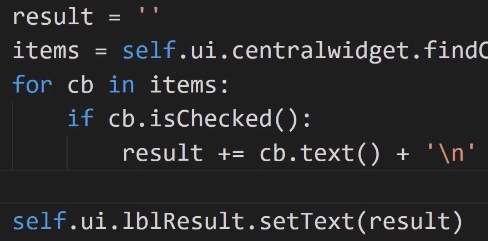 result = ''
items = self.ui.centralwidget.findC
for cb in items:
if cb.isChecked():
result += cb.text() + '\n'
self.ui.lblResult.setText(result)